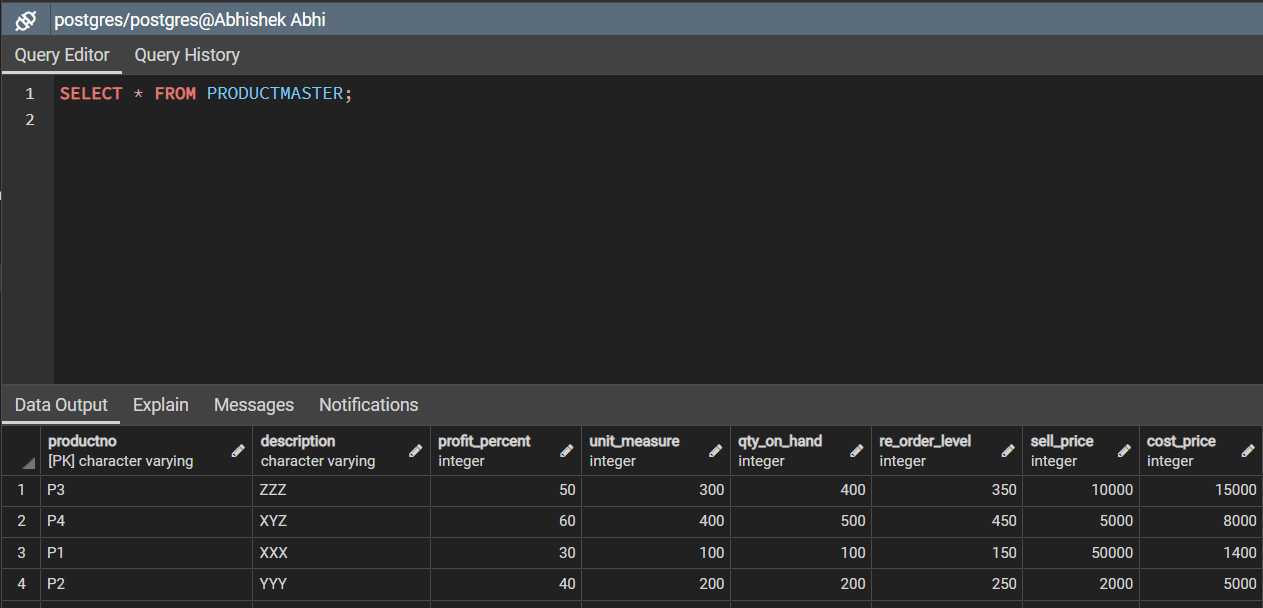 postgres/postgres@Abhishek Abhi
Query Editor Query History
1 SELECT * FROM PRODUCTMASTER;
2
Data Output Explain Messages Notifications
productno description profit_percent unit_measure qty_on_hand re_order_level sell_price cost_price
[PK] character varying character varying integer integer integer integer integer integer
1 P3 ZZZ 50 300 400 350 10000 15000
2 P4 XYZ 60 400 500 450 5000 8000
3 P1 XXX 30 100 100 150 50000 1400
4 P2 YYY 40 200 200 250 2000 5000